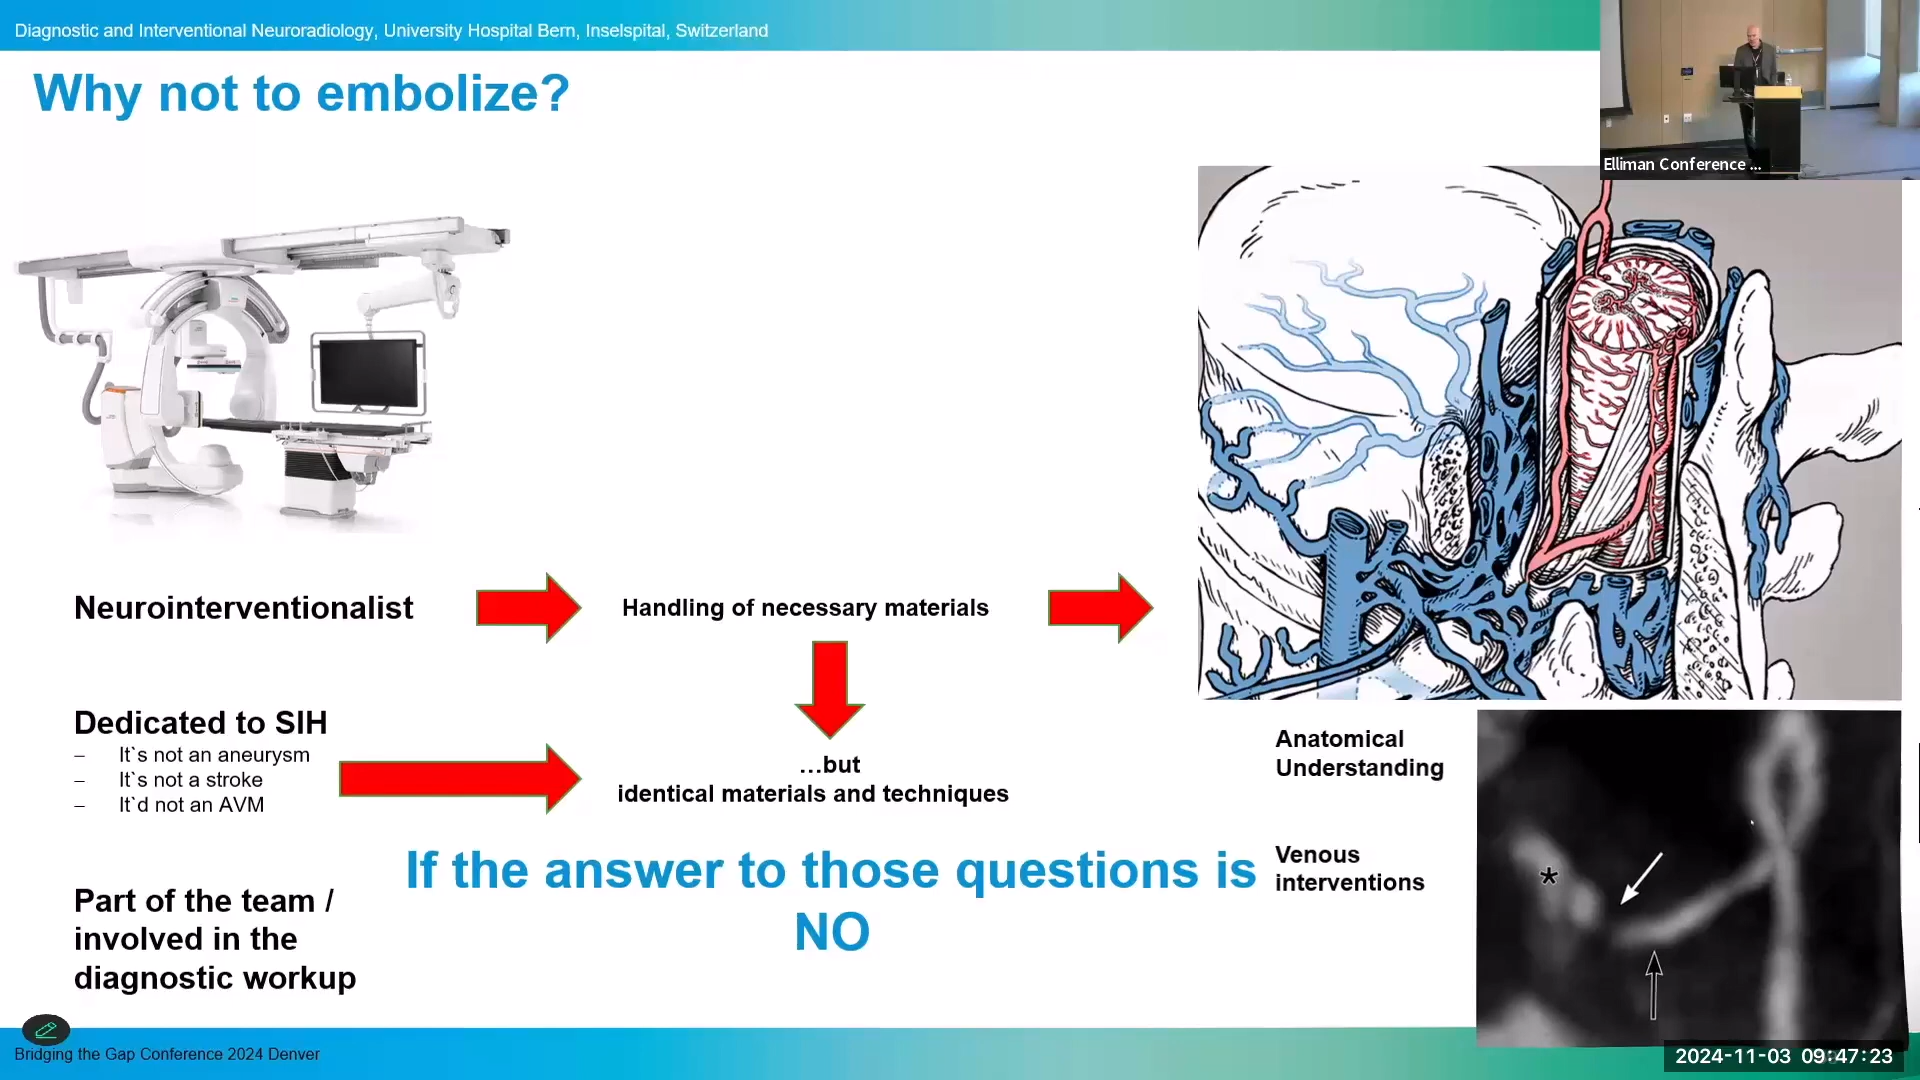 Diagnostic and Interventional Neuroradiology, University Hospital Bern, Inselspital, Switzerland
Why not to embolize?
Elliman Conference ...
Neurointerventionalist
Handling of necessary materials
Dedicated to SIH
– It`s not an aneurysm
– It`s not a stroke
– It`d not an AVM
...but
identical materials and techniques
Anatomical
Understanding
If the answer to those questions is
NO
Venous
interventions
*
Part of the team /
involved in the
diagnostic workup
Bridging the Gap Conference 2024 Denver
2024-11-03 09:47:23